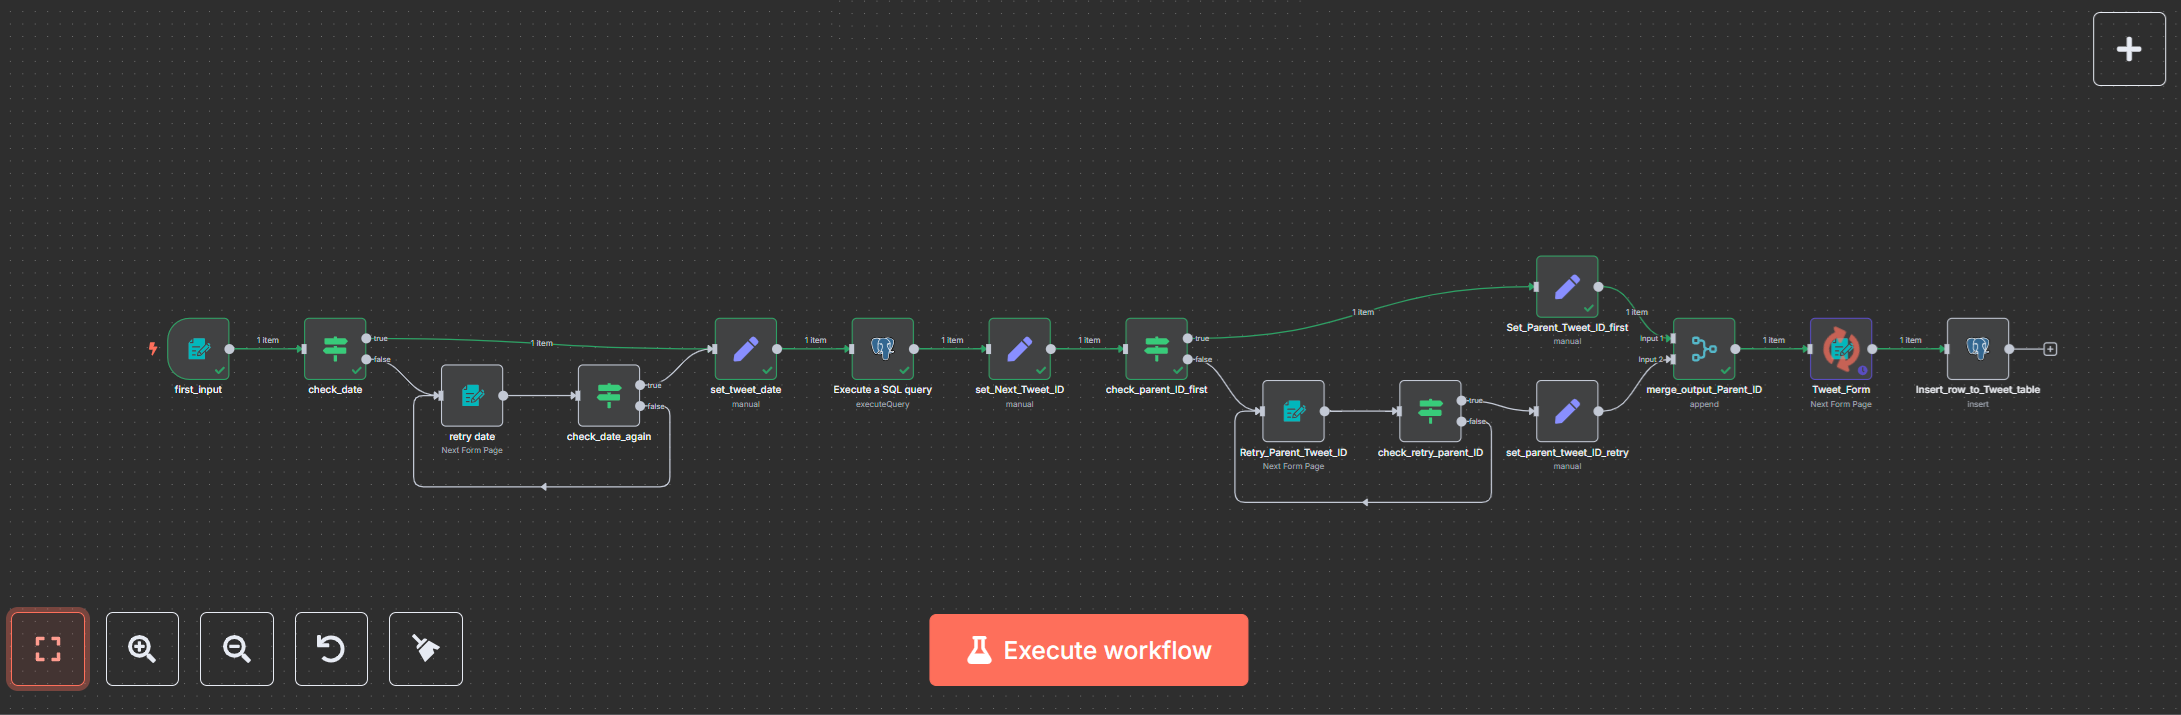 1 item
true
false
first_input
check_date
retry date
Next Form Page
true
false
check_date_again
1 item
set_tweet_date
manual
1 item
Execute a SQL query
executeQuery
1 item
set_Next_Tweet_ID
manual
1 item
true
false
check_parent_ID_first
1 item
Retry_Parent_Tweet_ID
Next Form Page
true
false
check_retry_parent_ID
Set_Parent_Tweet_ID_first
manual
1 item
set_parent_tweet_ID_retry
manual
Input 1
Input 2
merge_output_Parent_ID
append
1 item
Tweet_Form
Next Form Page
1 item
Insert_row_to_Tweet_table
insert
Execute workflow